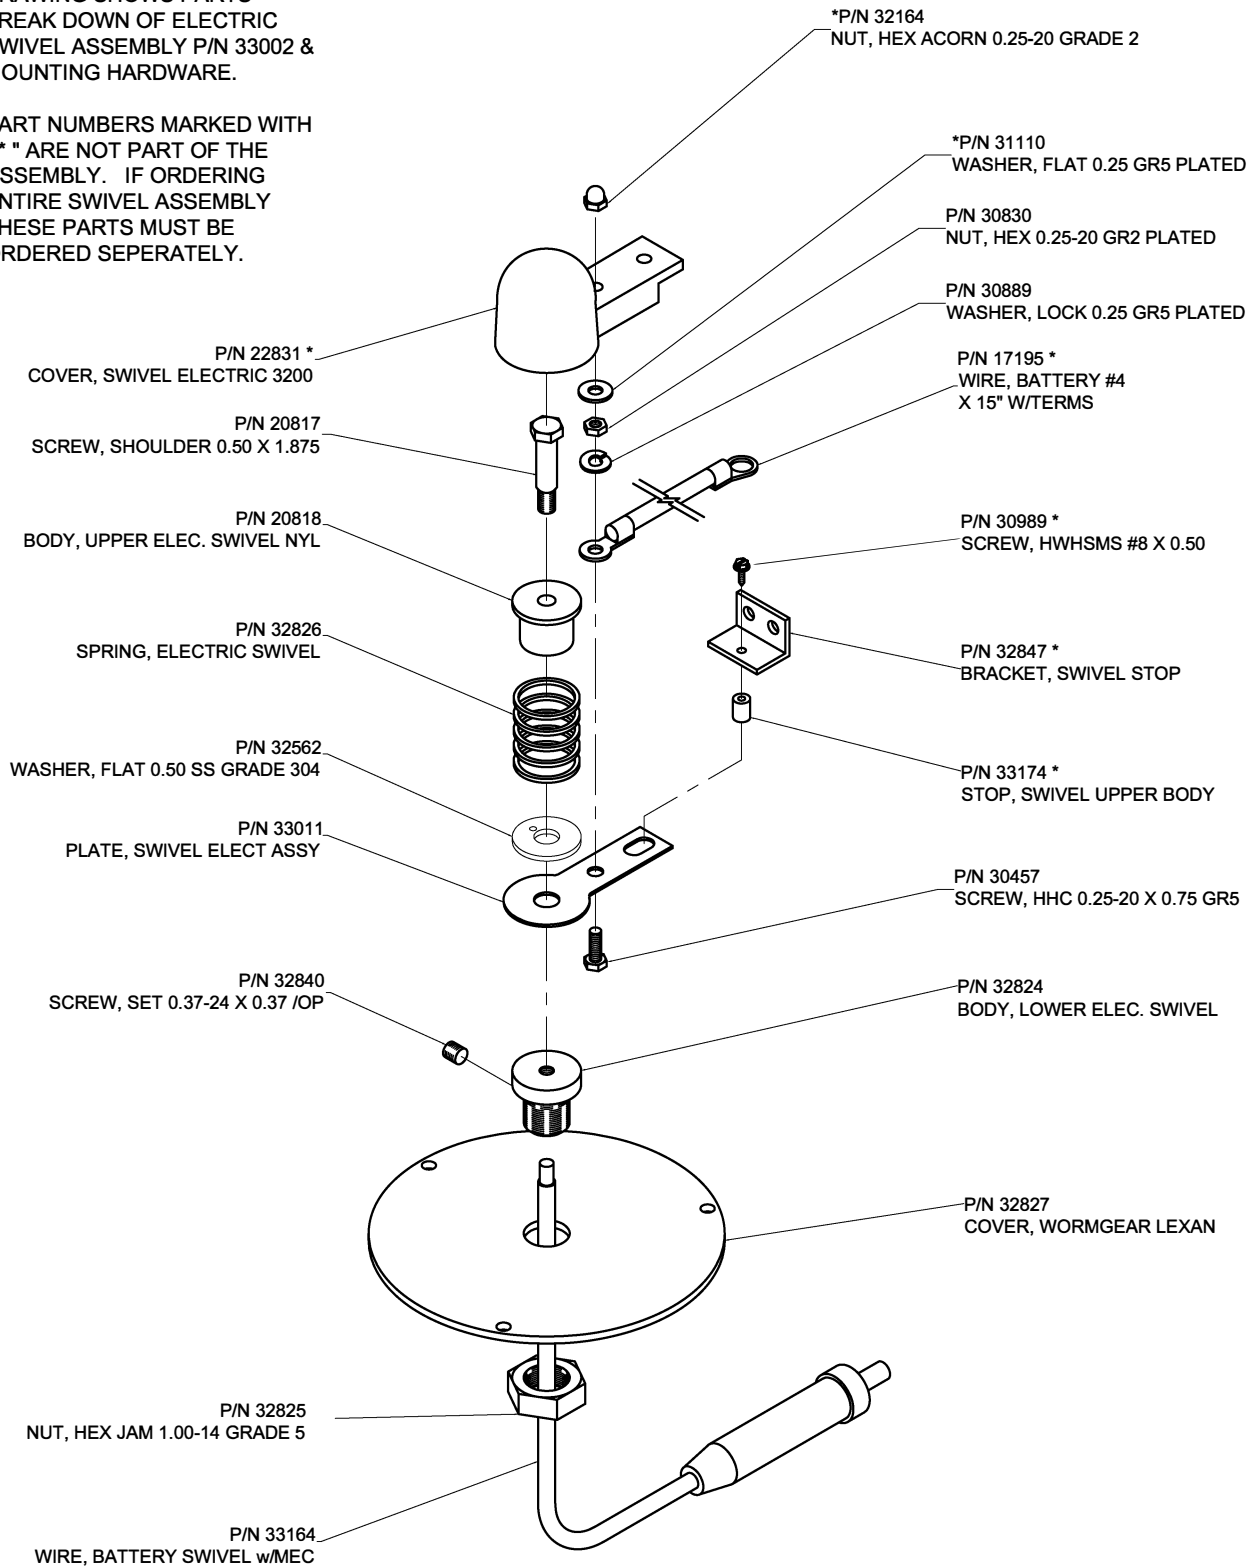 RAWING SHOWS PARTS
REAK DOWN OF ELECTRIC
WIVEL ASSEMBLY P/N 33002 &
OUNTING HARDWARE.
ART NUMBERS MARKED WITH
* " ARE NOT PART OF THE
SSEMBLY. IF ORDERING
NTIRE SWIVEL ASSEMBLY
HESE PARTS MUST BE
RDERED SEPERATELY.
*P/N 32164
NUT, HEX ACORN 0.25-20 GRADE 2
*P/N 31110
WASHER, FLAT 0.25 GR5 PLATED
P/N 30830
NUT, HEX 0.25-20 GR2 PLATED
P/N 30889
WASHER, LOCK 0.25 GR5 PLATED
P/N 17195 *
WIRE, BATTERY #4
X 15" W/TERMS
P/N 22831 *
COVER, SWIVEL ELECTRIC 3200
P/N 20817
SCREW, SHOULDER 0.50 X 1.875
P/N 20818
BODY, UPPER ELEC. SWIVEL NYL
P/N 30989 *
SCREW, HWHSMS #8 X 0.50
P/N 32826
SPRING, ELECTRIC SWIVEL
P/N 32847 *
BRACKET, SWIVEL STOP
P/N 32562
WASHER, FLAT 0.50 SS GRADE 304
P/N 33174 *
STOP, SWIVEL UPPER BODY
P/N 33011
PLATE, SWIVEL ELECT ASSY
P/N 30457
SCREW, HHC 0.25-20 X 0.75 GR5
P/N 32840
SCREW, SET 0.37-24 X 0.37 /OP
P/N 32824
BODY, LOWER ELEC. SWIVEL
P/N 32827
COVER, WORMGEAR LEXAN
P/N 32825
NUT, HEX JAM 1.00-14 GRADE 5
P/N 33164
WIRE, BATTERY SWIVEL w/MEC